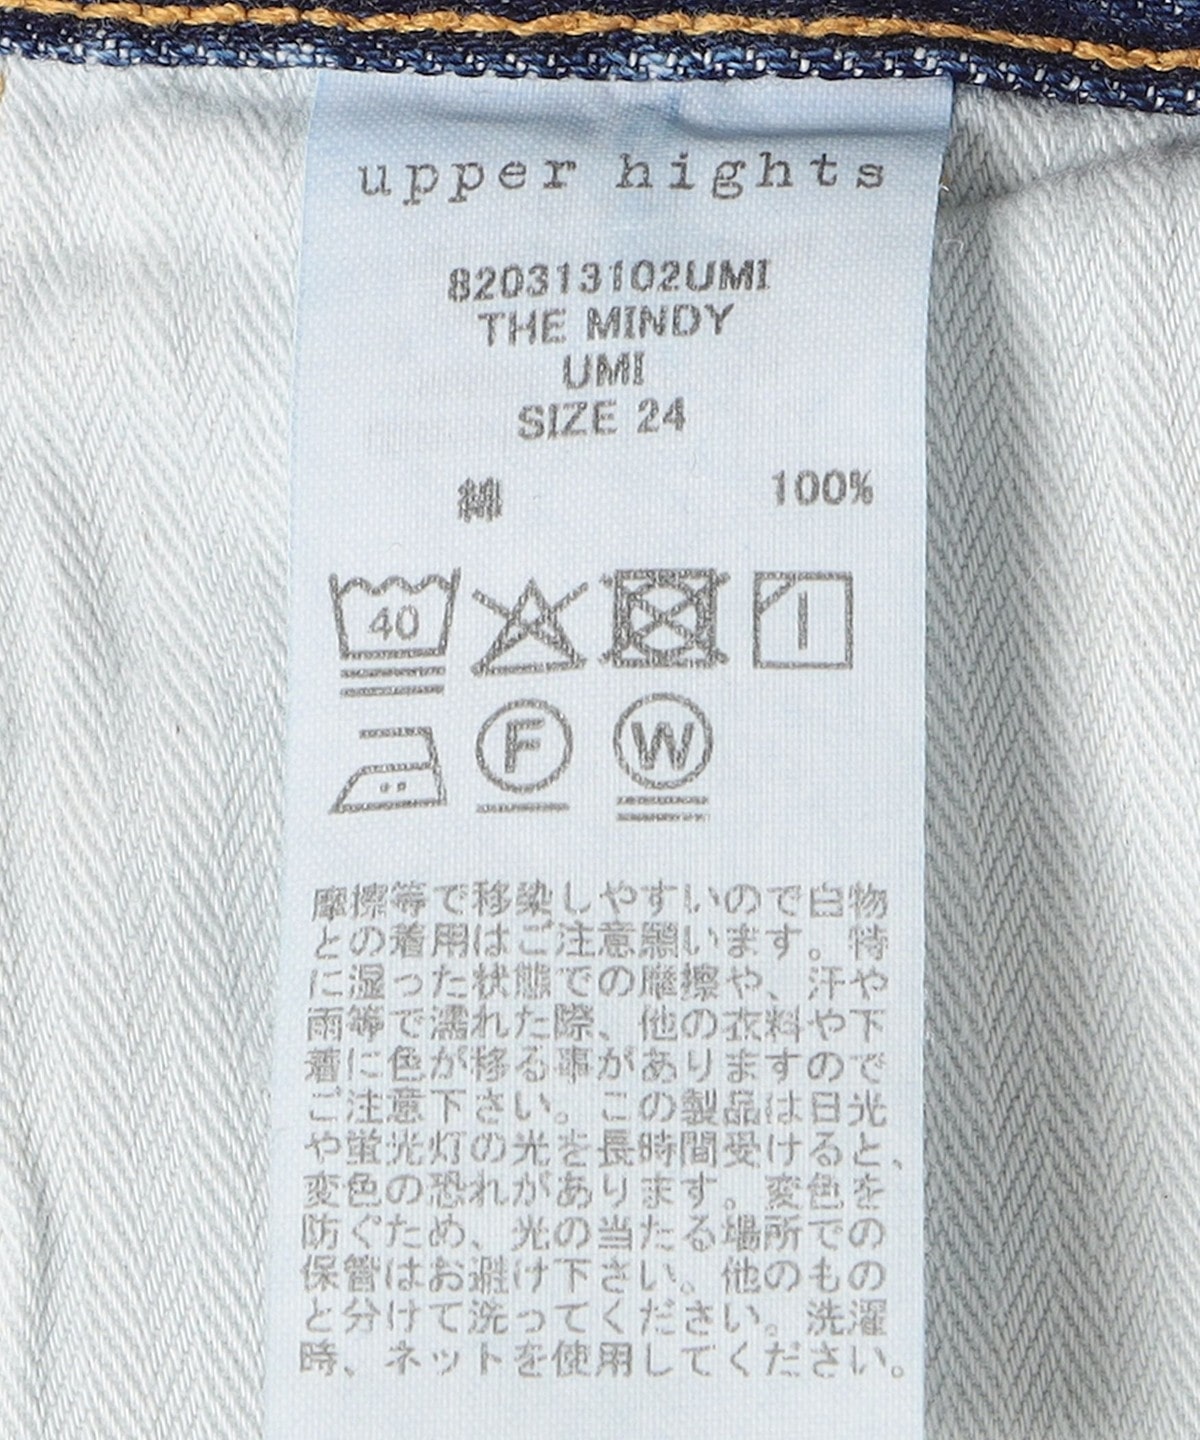 upper hights
820313102UMI
THE MINDY
UMI
SIZE 24
綿 100%
40
F W
摩擦等で移染しやすいので白物
との着用はご注意願います。特
に湿った状態での摩擦や、汗や
雨等で濡れた際、他の衣料や下
着に色が移る事がありますので
ご注意下さい。この製品は日光
や蛍光灯の光を長時間受けると、
変色の恐れがあります。変色を
防ぐため、光の当たる場所での
保管はお避け下さい。他のもの
と分けて洗ってください。洗濯
時、ネットを使用してください。